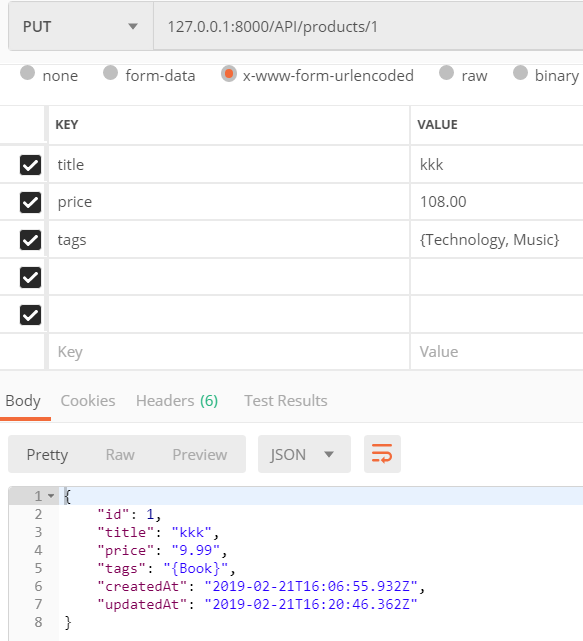 PUT 127.0.0.1:8000/API/products/1
none form-data x-www-form-urlencoded raw binary
KEY VALUE
title kkk
price 108.00
tags {Technology, Music}
Key Value
Body Cookies Headers (6) Test Results
Pretty Raw Preview JSON
1 {
2 "id": 1,
3 "title": "kkk",
4 "price": "9.99",
5 "tags": "{Book}",
6 "createdAt": "2019-02-21T16:06:55.932Z",
7 "updatedAt": "2019-02-21T16:20:46.362Z"
8 }